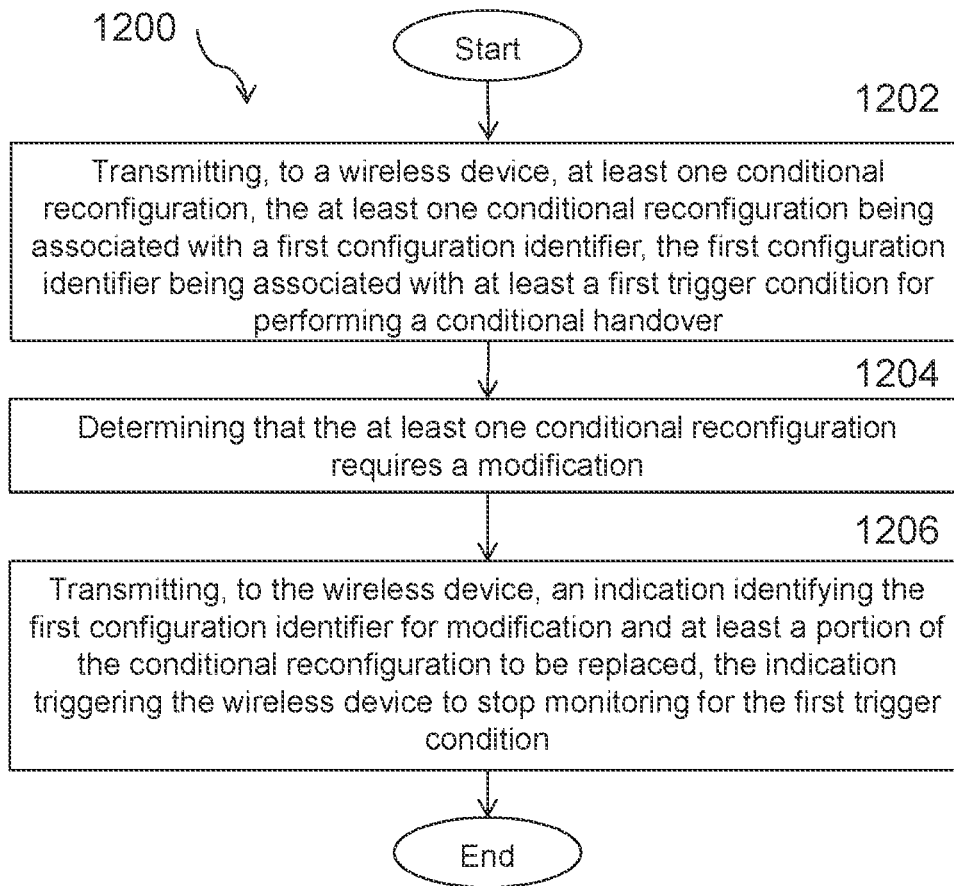 1200
Start
1202
Transmitting, to a wireless device, at least one conditional
reconfiguration, the at least one conditional reconfiguration being
associated with a first configuration identifier, the first configuration
identifier being associated with at least a first trigger condition for
performing a conditional handover
1204
Determining that the at least one conditional reconfiguration
requires a modification
1206
Transmitting, to the wireless device, an indication identifying the
first configuration identifier for modification and at least a portion of
the conditional reconfiguration to be replaced, the indication
triggering the wireless device to stop monitoring for the first trigger
condition
End